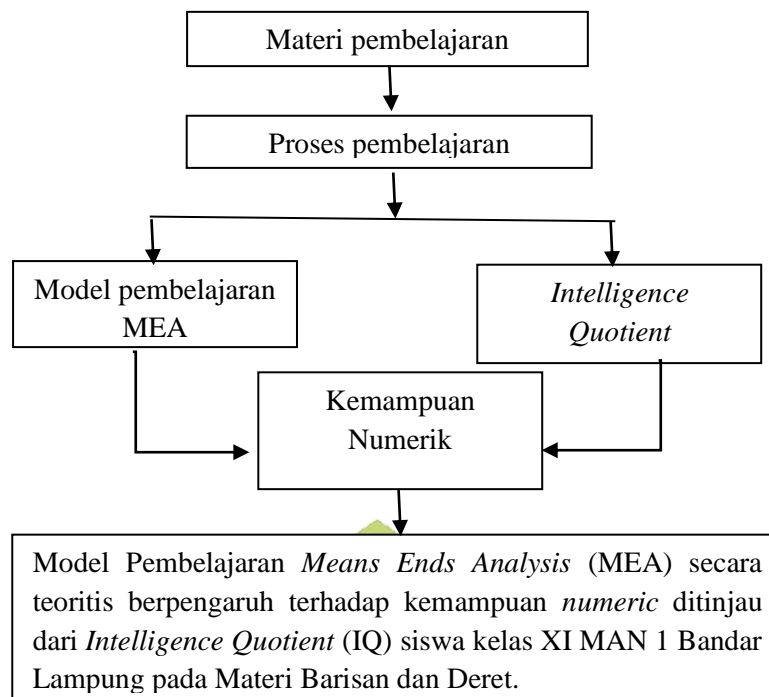 Materi pembelajaran
Proses pembelajaran
Model pembelajaran
MEA
Intelligence
Quotient
Kemampuan
Numerik
Model Pembelajaran Means Ends Analysis (MEA) secara
teoritis berpengaruh terhadap kemampuan numeric ditinjau
dari Intelligence Quotient (IQ) siswa kelas XI MAN 1 Bandar
Lampung pada Materi Barisan dan Deret.